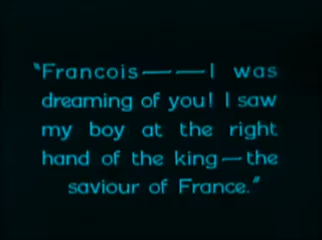 "Francois——I was
dreaming of you! I saw
my boy at the right
hand of the king—the
saviour of France."